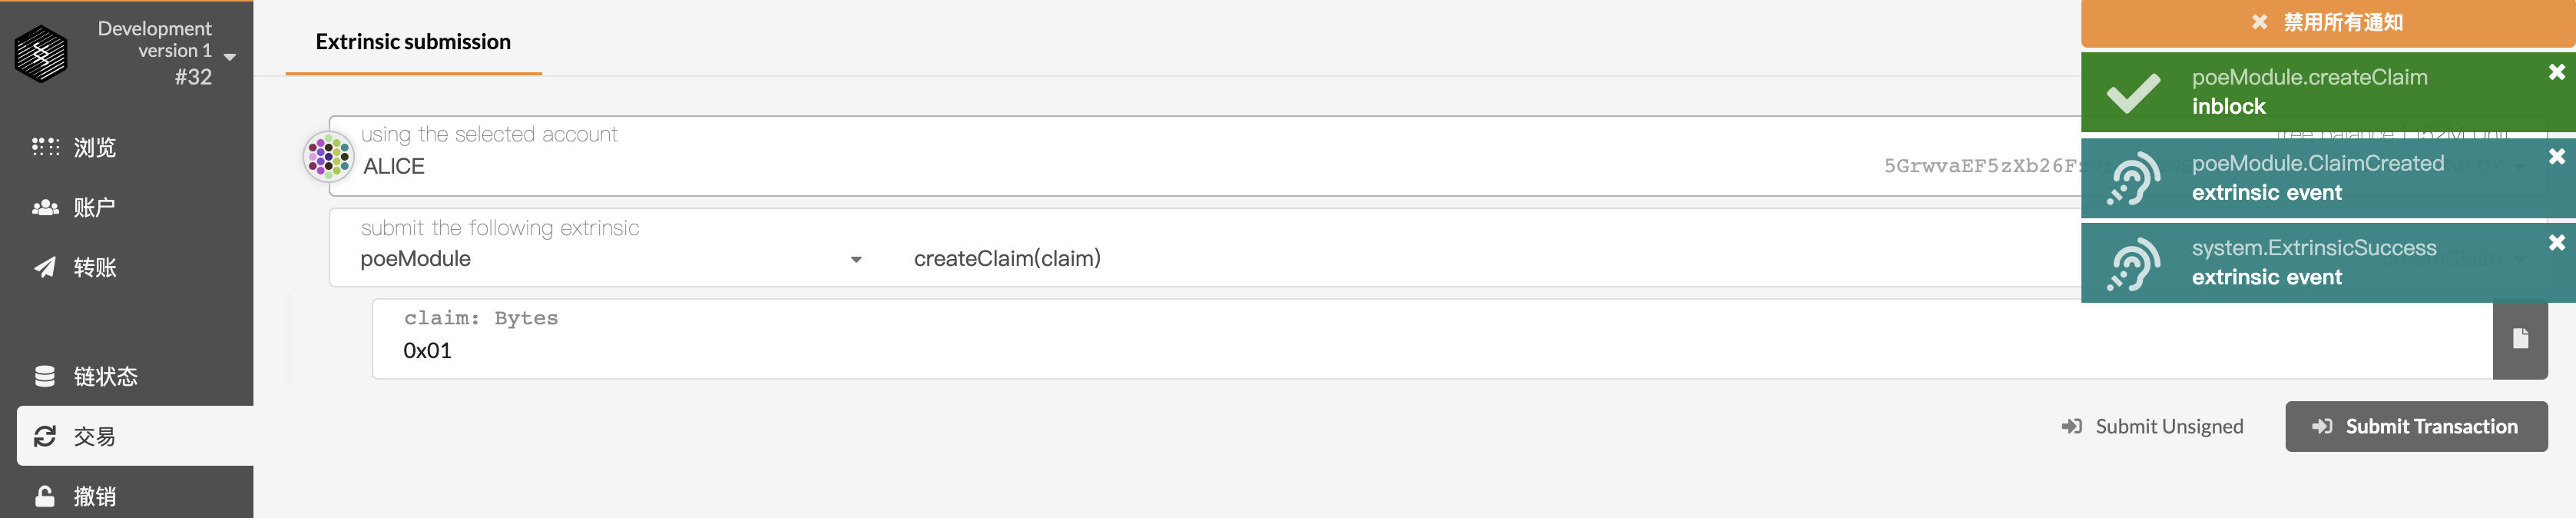 Development
version 1
#32
浏览
账户
转账
链状态
交易
撤销
Extrinsic submission
using the selected account
ALICE
5GrwvaEF5zXb26F
free balance
submit the following extrinsic
poeModule
createClaim(claim)
claim: Bytes
0x01
Submit Unsigned
Submit Transaction
禁用所有通知
poeModule.createClaim
inblock
poeModule.ClaimCreated
extrinsic event
system.ExtrinsicSuccess
extrinsic event